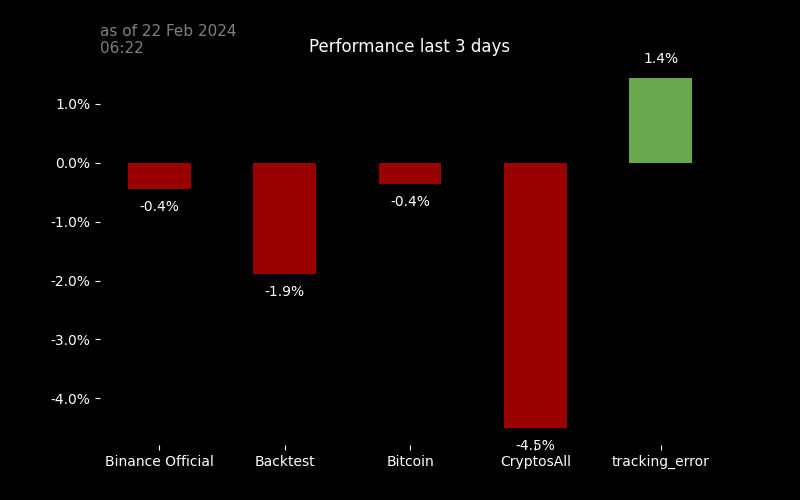 as of 22 Feb 2024
06:22
Performance last 3 days
1.4%
1.0%
0.0%
-0.4%
-0.4%
-1.0%
-1.9%
-2.0%
-3.0%
-4.0%
-4.5%
Binance Official
Backtest
Bitcoin
CryptosAll
tracking_error